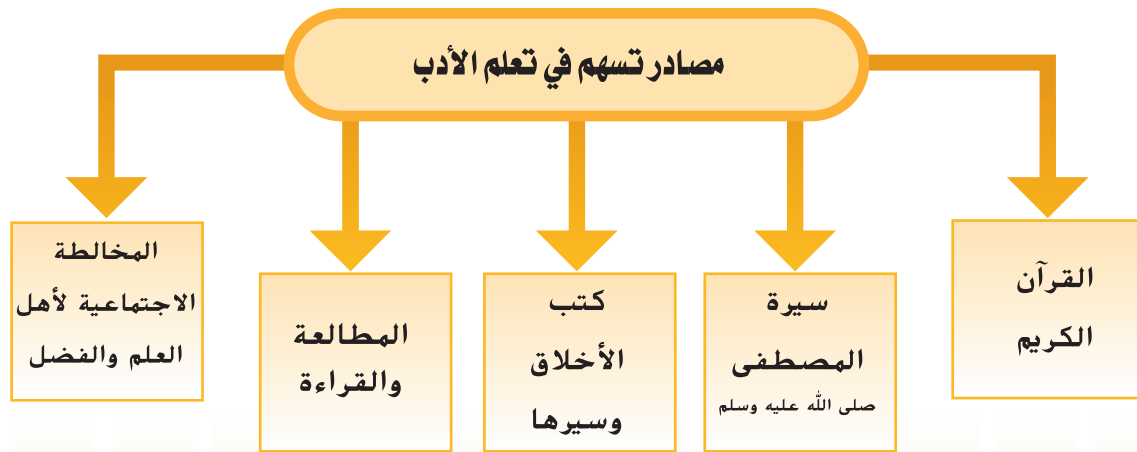 مصادر تسهم في تعلم الأدب
القرآن
الكريم
سيرة
المصطفى
صلى الله عليه وسلم
كتب
الأخلاق
وسيرها
المطالعة
والقراءة
المخالطة
الاجتماعية لأهل
العلم والفضل